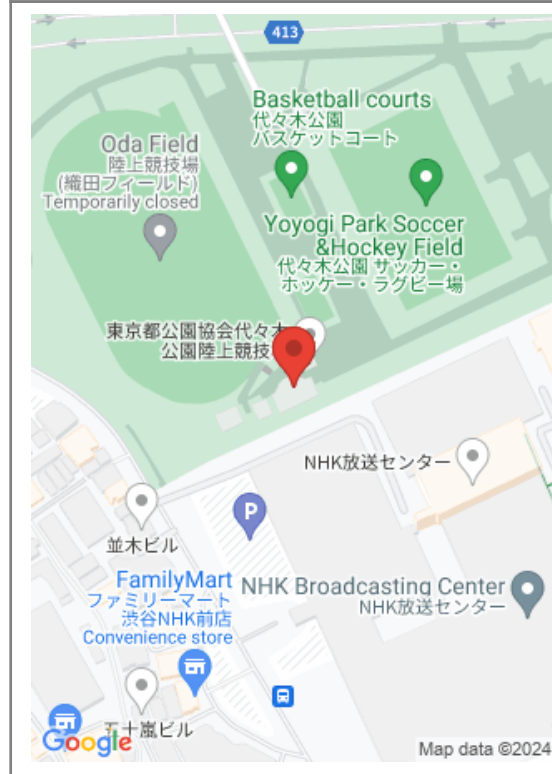 413
Basketball courts
代々木公園
バスケットコート
Oda Field
陸上競技場
(織田フィールド)
Temporarily closed
Yoyogi Park Soccer
&Hockey Field
代々木公園 サッカー・
ホッケー・ラグビー場
東京都公園協会代々木
公園陸上競技
NHK放送センター
P
並木ビル
FamilyMart
ファミリーマート
渋谷NHK前店
Convenience store
NHK Broadcasting Center
NHK放送センター
五十嵐ビル
Google
Map data ©2024